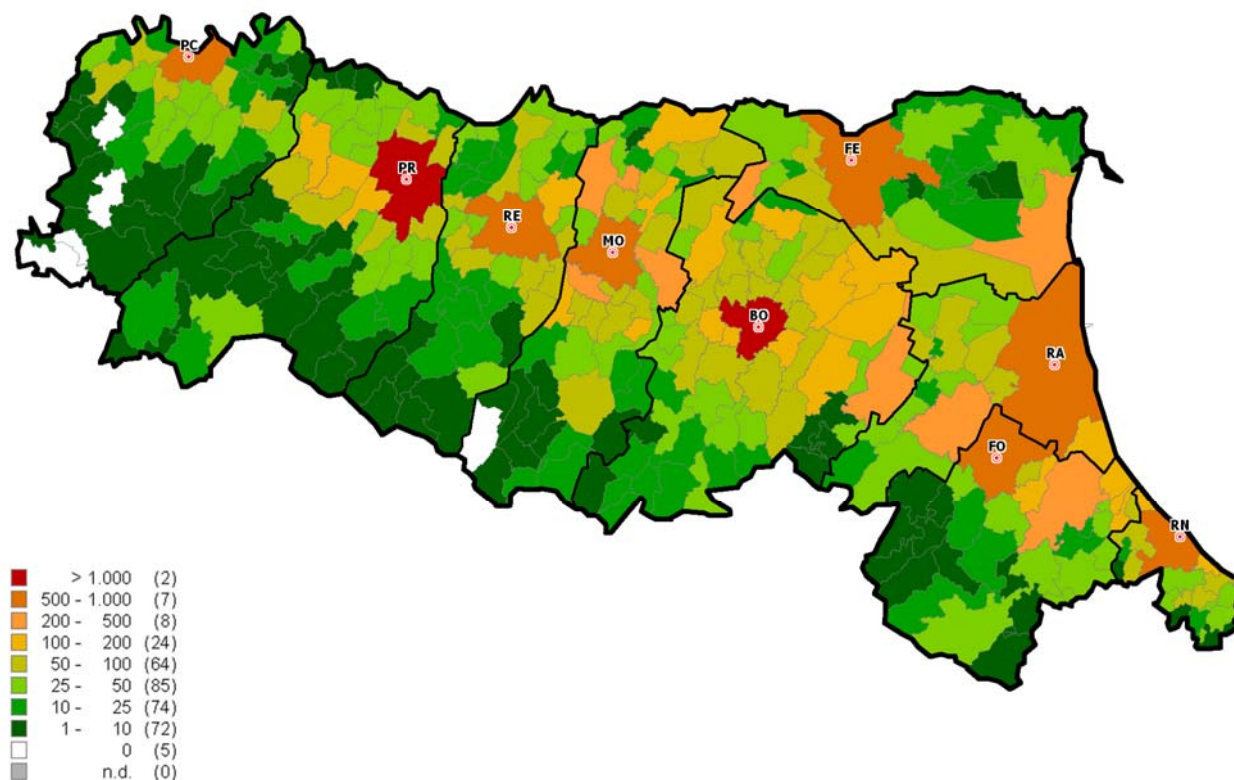 PC
PR
RE
MO
FE
BO
RA
FO
RN
> 1.000 (2)
500 - 1.000 (7)
200 - 500 (8)
100 - 200 (24)
50 - 100 (64)
25 - 50 (85)
10 - 25 (74)
1 - 10 (72)
0 (5)
n.d. (0)